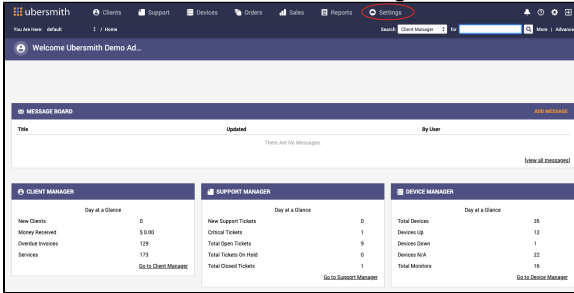 ubersmith Clients Support Devices Orders Sales Reports Settings
You Are Here: default / Home Search Client Manager for More | Advance
Welcome Ubersmith Demo Ad...
MESSAGE BOARD ADD MESSAGE
Title Updated By User
There Are No Messages.
[view all messages]
CLIENT MANAGER SUPPORT MANAGER DEVICE MANAGER
Day at a Glance Day at a Glance Day at a Glance
New Clients 0 New Support Tickets 0 Total Devices 35
Money Received $ 0.00 Critical Tickets 1 Devices Up 12
Overdue Invoices 129 Total Open Tickets 9 Devices Down 1
Services 173 Total Tickets On Hold 0 Devices N/A 22
Go to Client Manager Total Closed Tickets 1 Total Monitors 16
Go to Support Manager Go to Device Manager